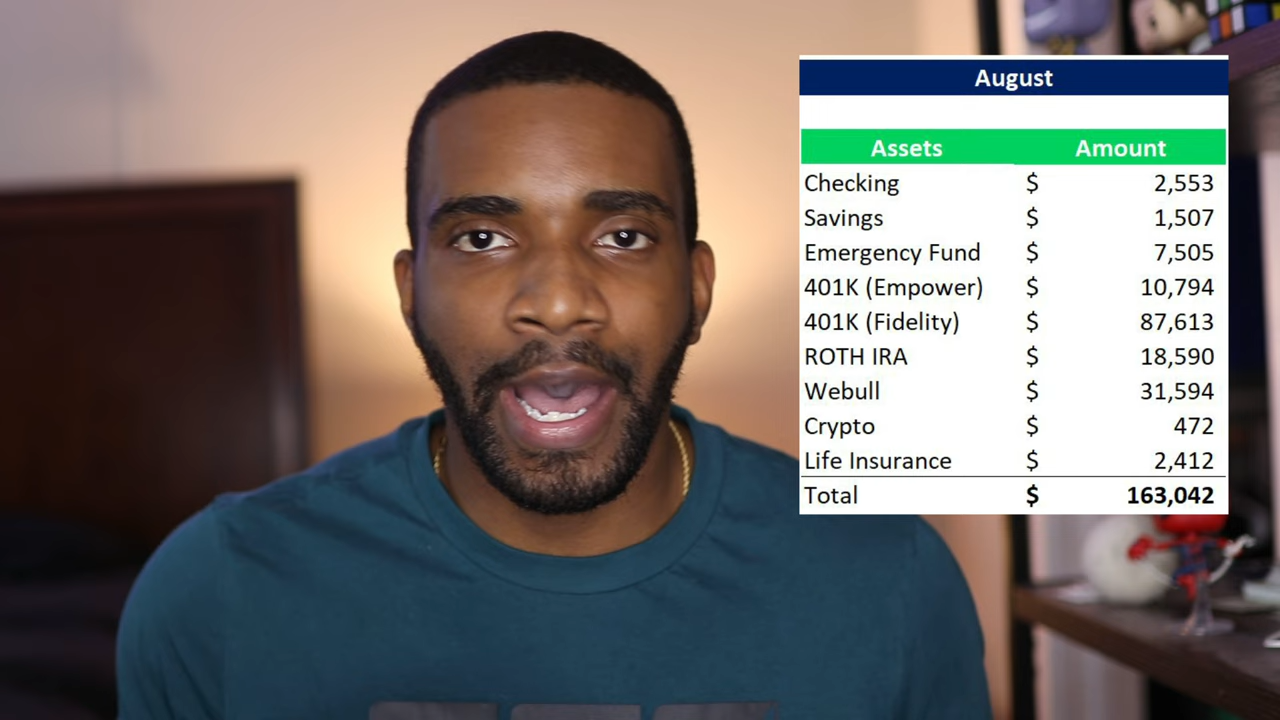 August
Assets Amount
Checking $ 2,553
Savings $ 1,507
Emergency Fund $ 7,505
401K (Empower) $ 10,794
401K (Fidelity) $ 87,613
ROTH IRA $ 18,590
Webull $ 31,594
Crypto $ 472
Life Insurance $ 2,412
Total $ 163,042